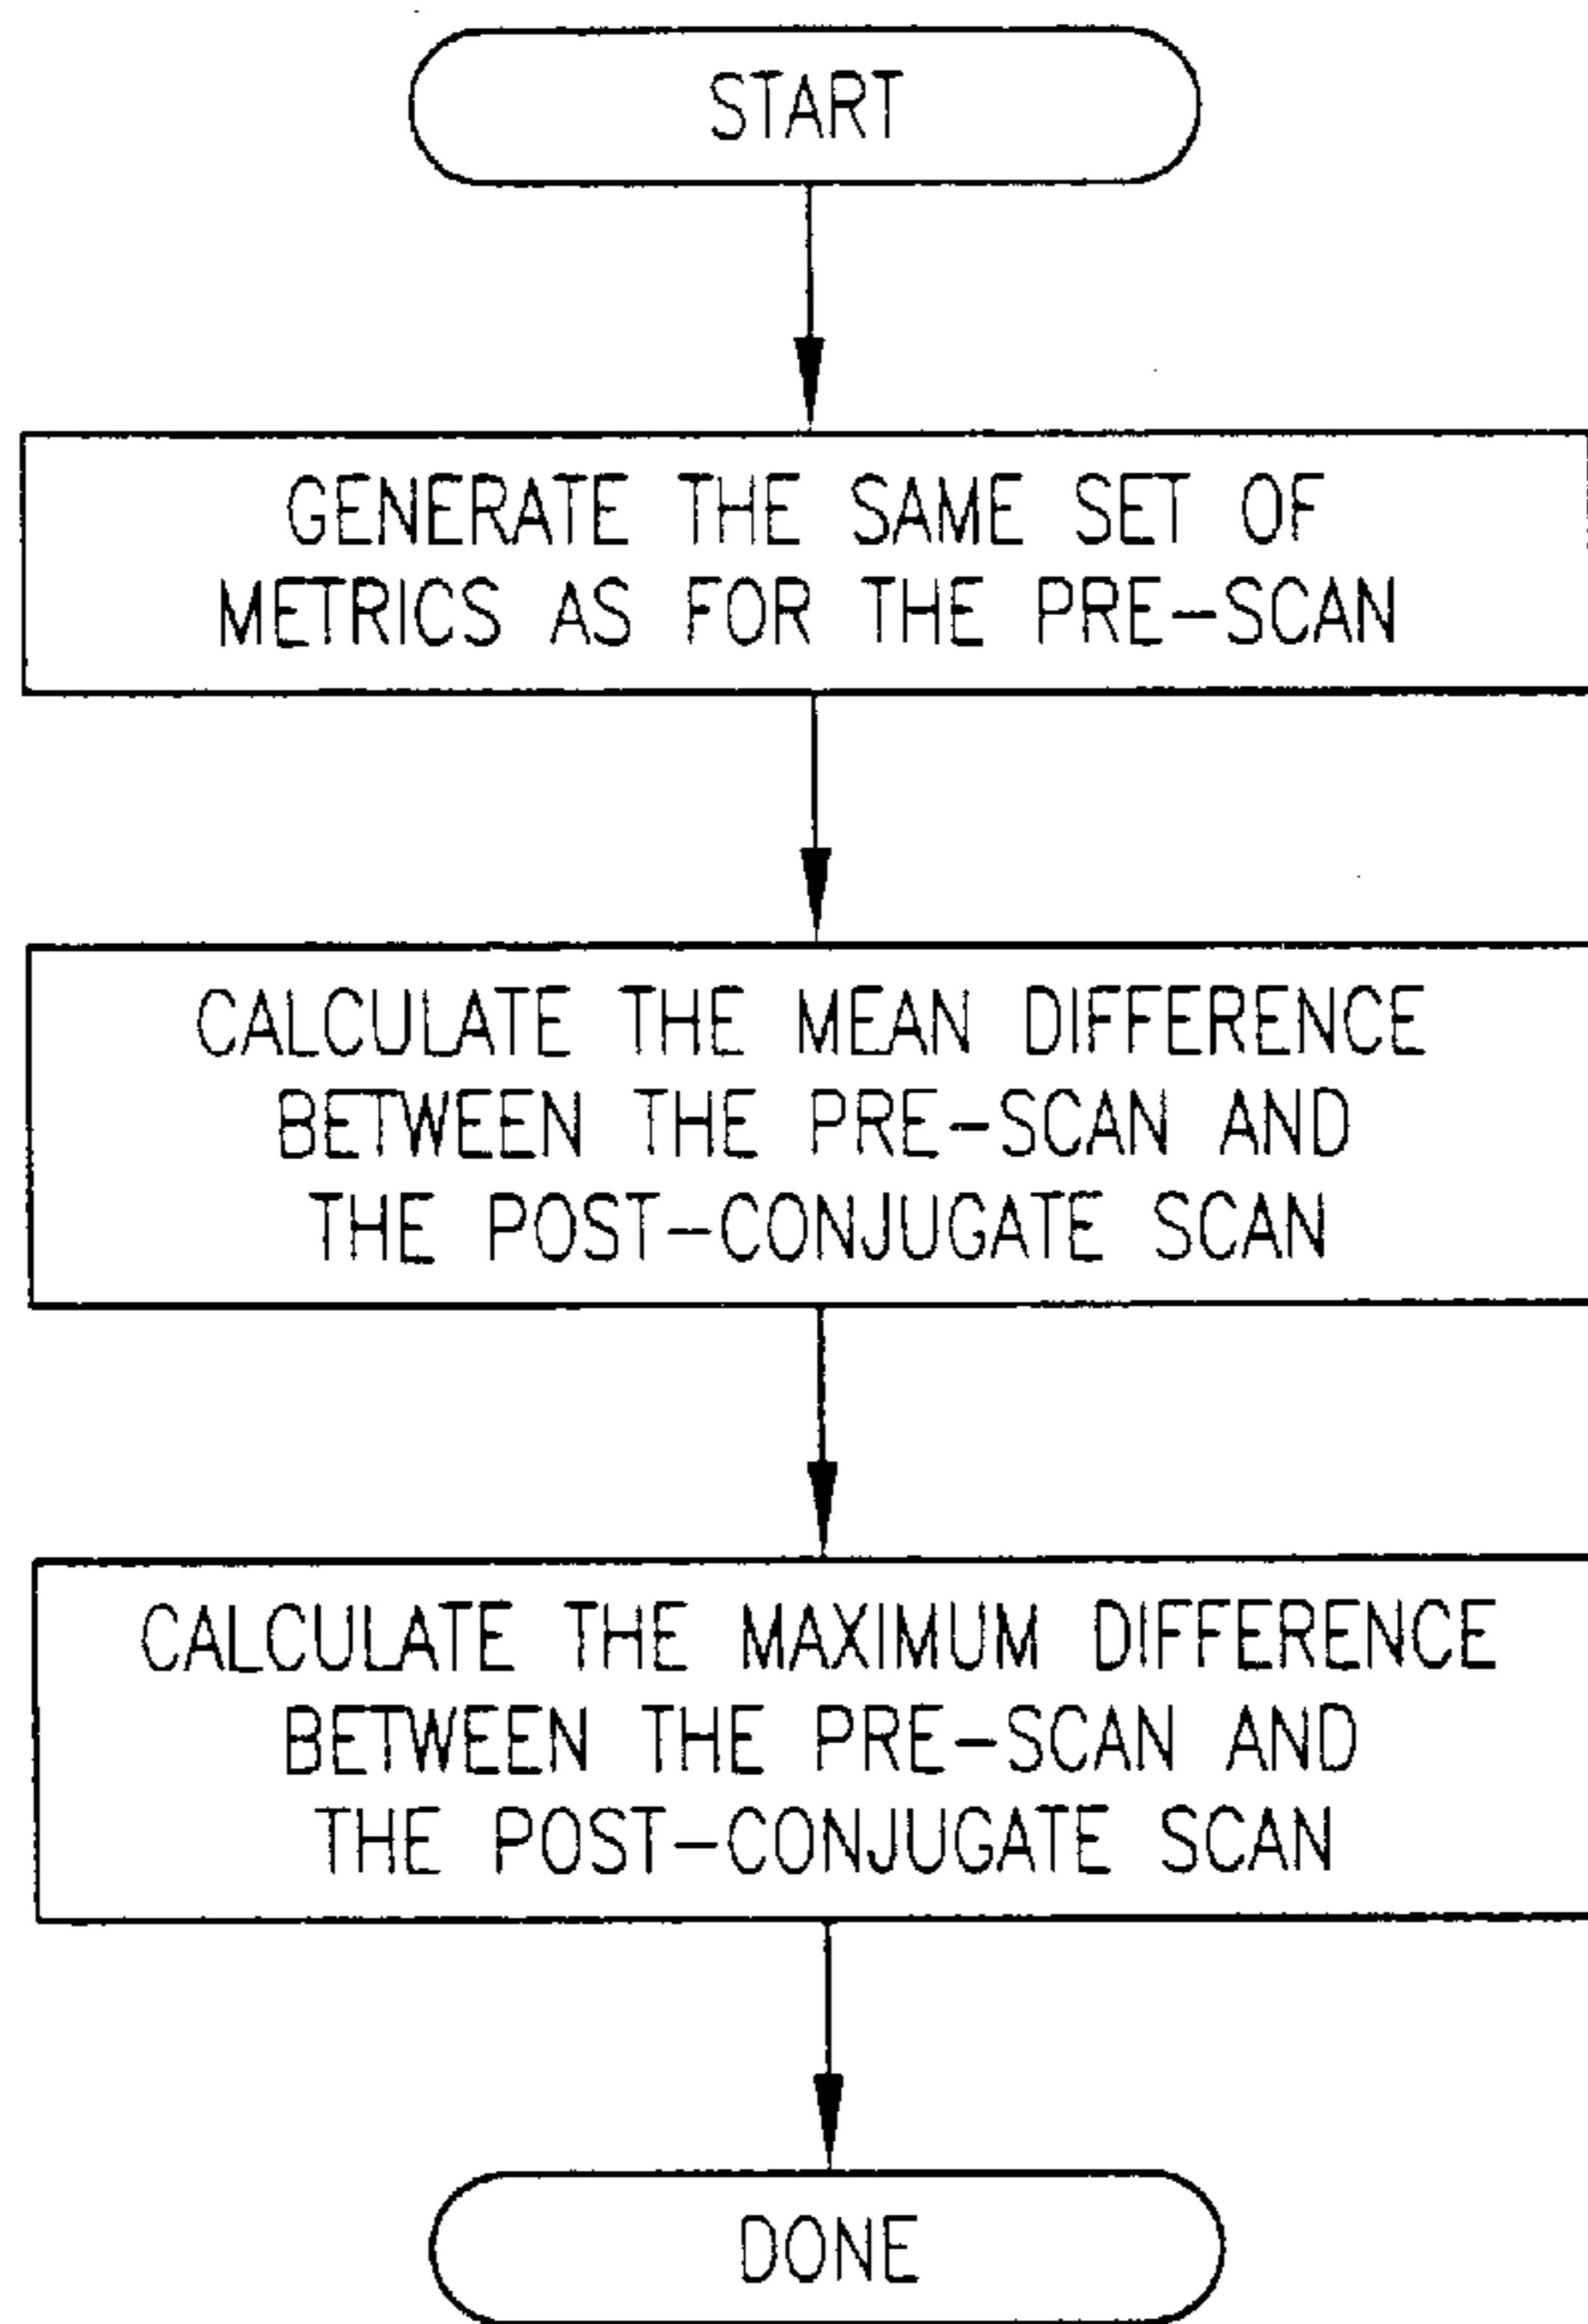 START
GENERATE THE SAME SET OF
METRICS AS FOR THE PRE-SCAN
CALCULATE THE MEAN DIFFERENCE
BETWEEN THE PRE-SCAN AND
THE POST-CONJUGATE SCAN
CALCULATE THE MAXIMUM DIFFERENCE
BETWEEN THE PRE-SCAN AND
THE POST-CONJUGATE SCAN
DONE